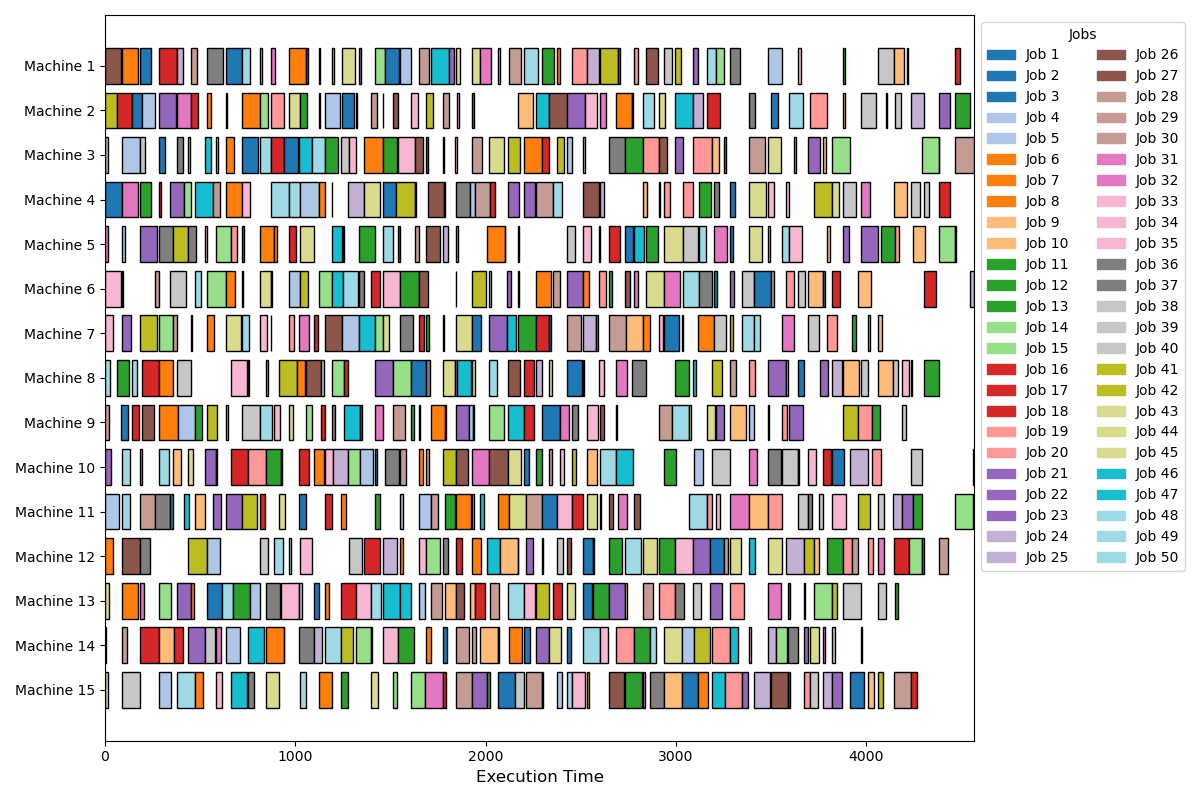 Machine 1
Machine 2
Machine 3
Machine 4
Machine 5
Machine 6
Machine 7
Machine 8
Machine 9
Machine 10
Machine 11
Machine 12
Machine 13
Machine 14
Machine 15
0 1000 2000 3000 4000
Execution Time
Jobs
Job 1 Job 26
Job 2 Job 27
Job 3 Job 28
Job 4 Job 29
Job 5 Job 30
Job 6 Job 31
Job 7 Job 32
Job 8 Job 33
Job 9 Job 34
Job 10 Job 35
Job 11 Job 36
Job 12 Job 37
Job 13 Job 38
Job 14 Job 39
Job 15 Job 40
Job 16 Job 41
Job 17 Job 42
Job 18 Job 43
Job 19 Job 44
Job 20 Job 45
Job 21 Job 46
Job 22 Job 47
Job 23 Job 48
Job 24 Job 49
Job 25 Job 50